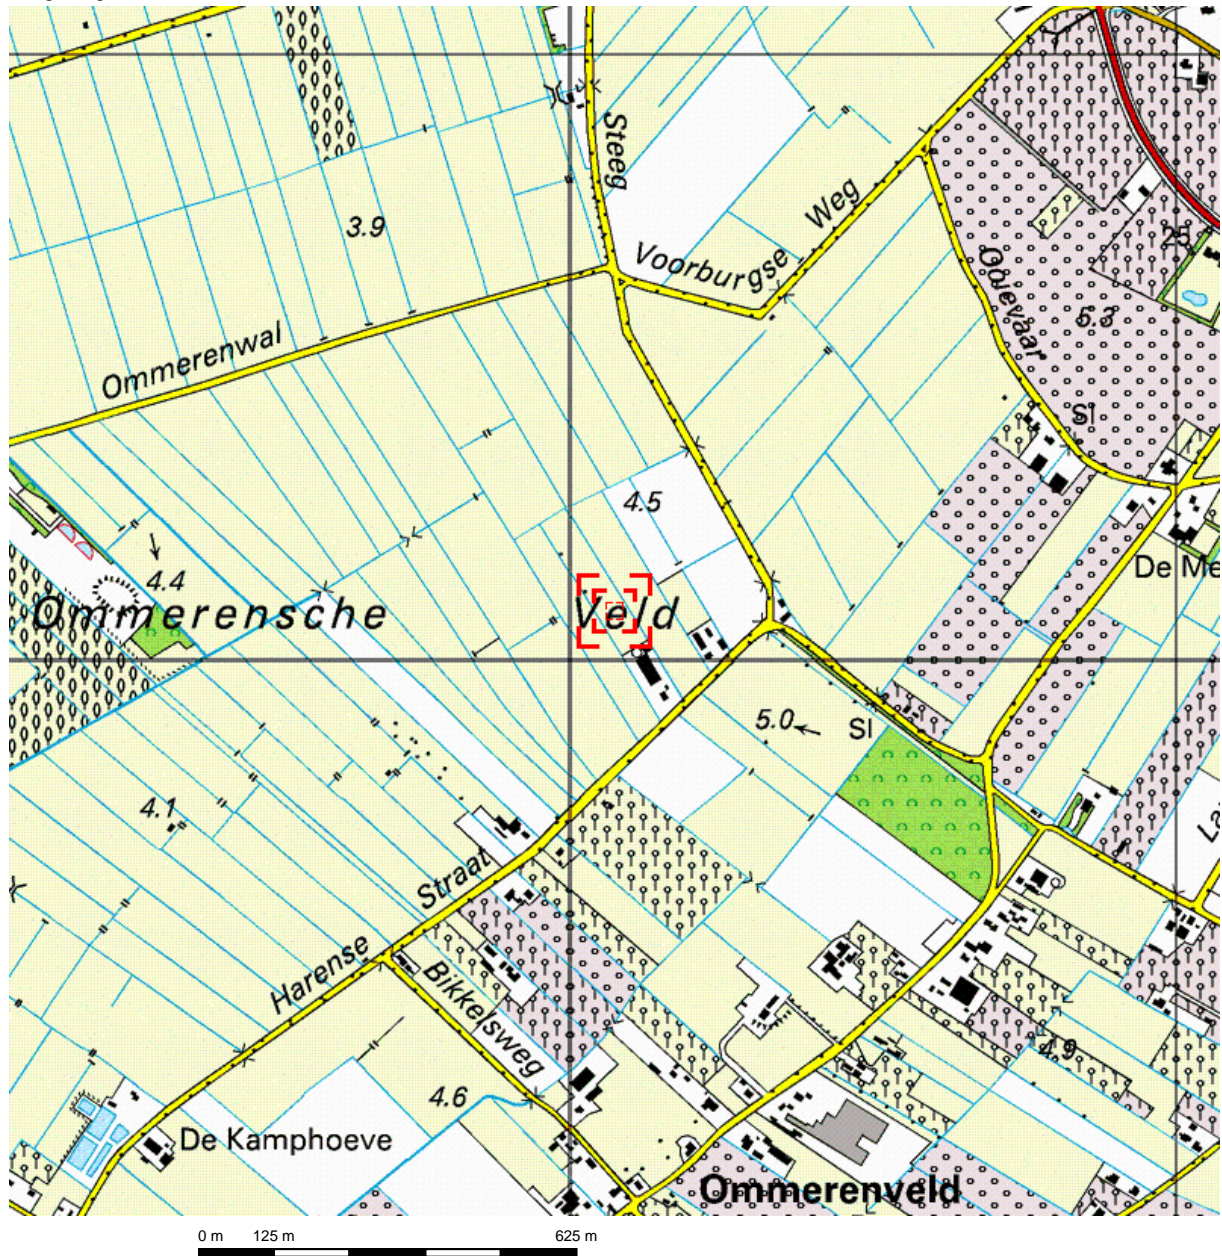 Steeg
3.9
Voorburgse Weg
25
Ooievaar
6.3
Ommerenwal
Sl
4.5
4.4
De Me
Ommerensche Veld
5.0
Sl
4.1
La
Straat
Harense
Bikkelsweg
4.9
4.6
De Kamphoeve
Ommerenveld
0 m 125 m 625 m